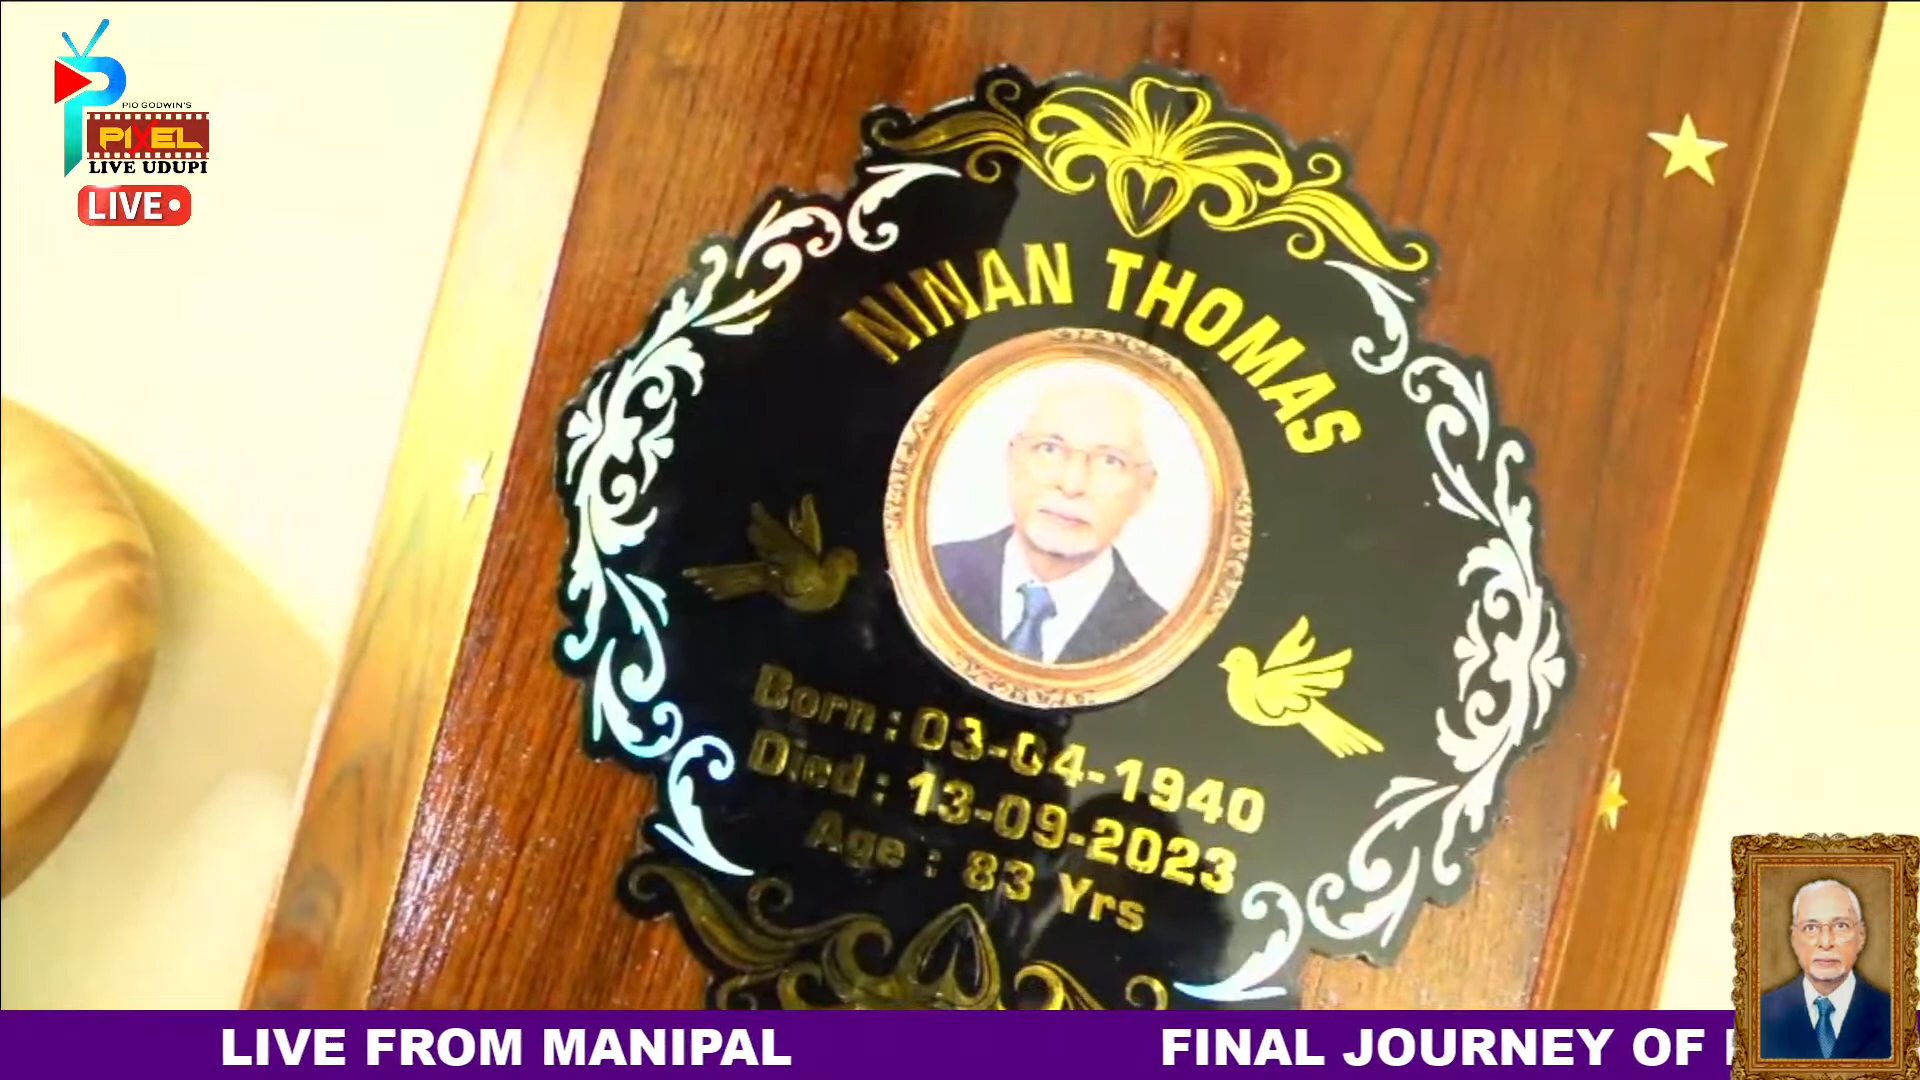 PIO GODWIN'S
PIXEL
LIVE UDUPI
LIVE
NINAN THOMAS
Born : 03-04-1940
Died : 13-09-2023
Age : 83 Yrs
LIVE FROM MANIPAL
FINAL JOURNEY OF